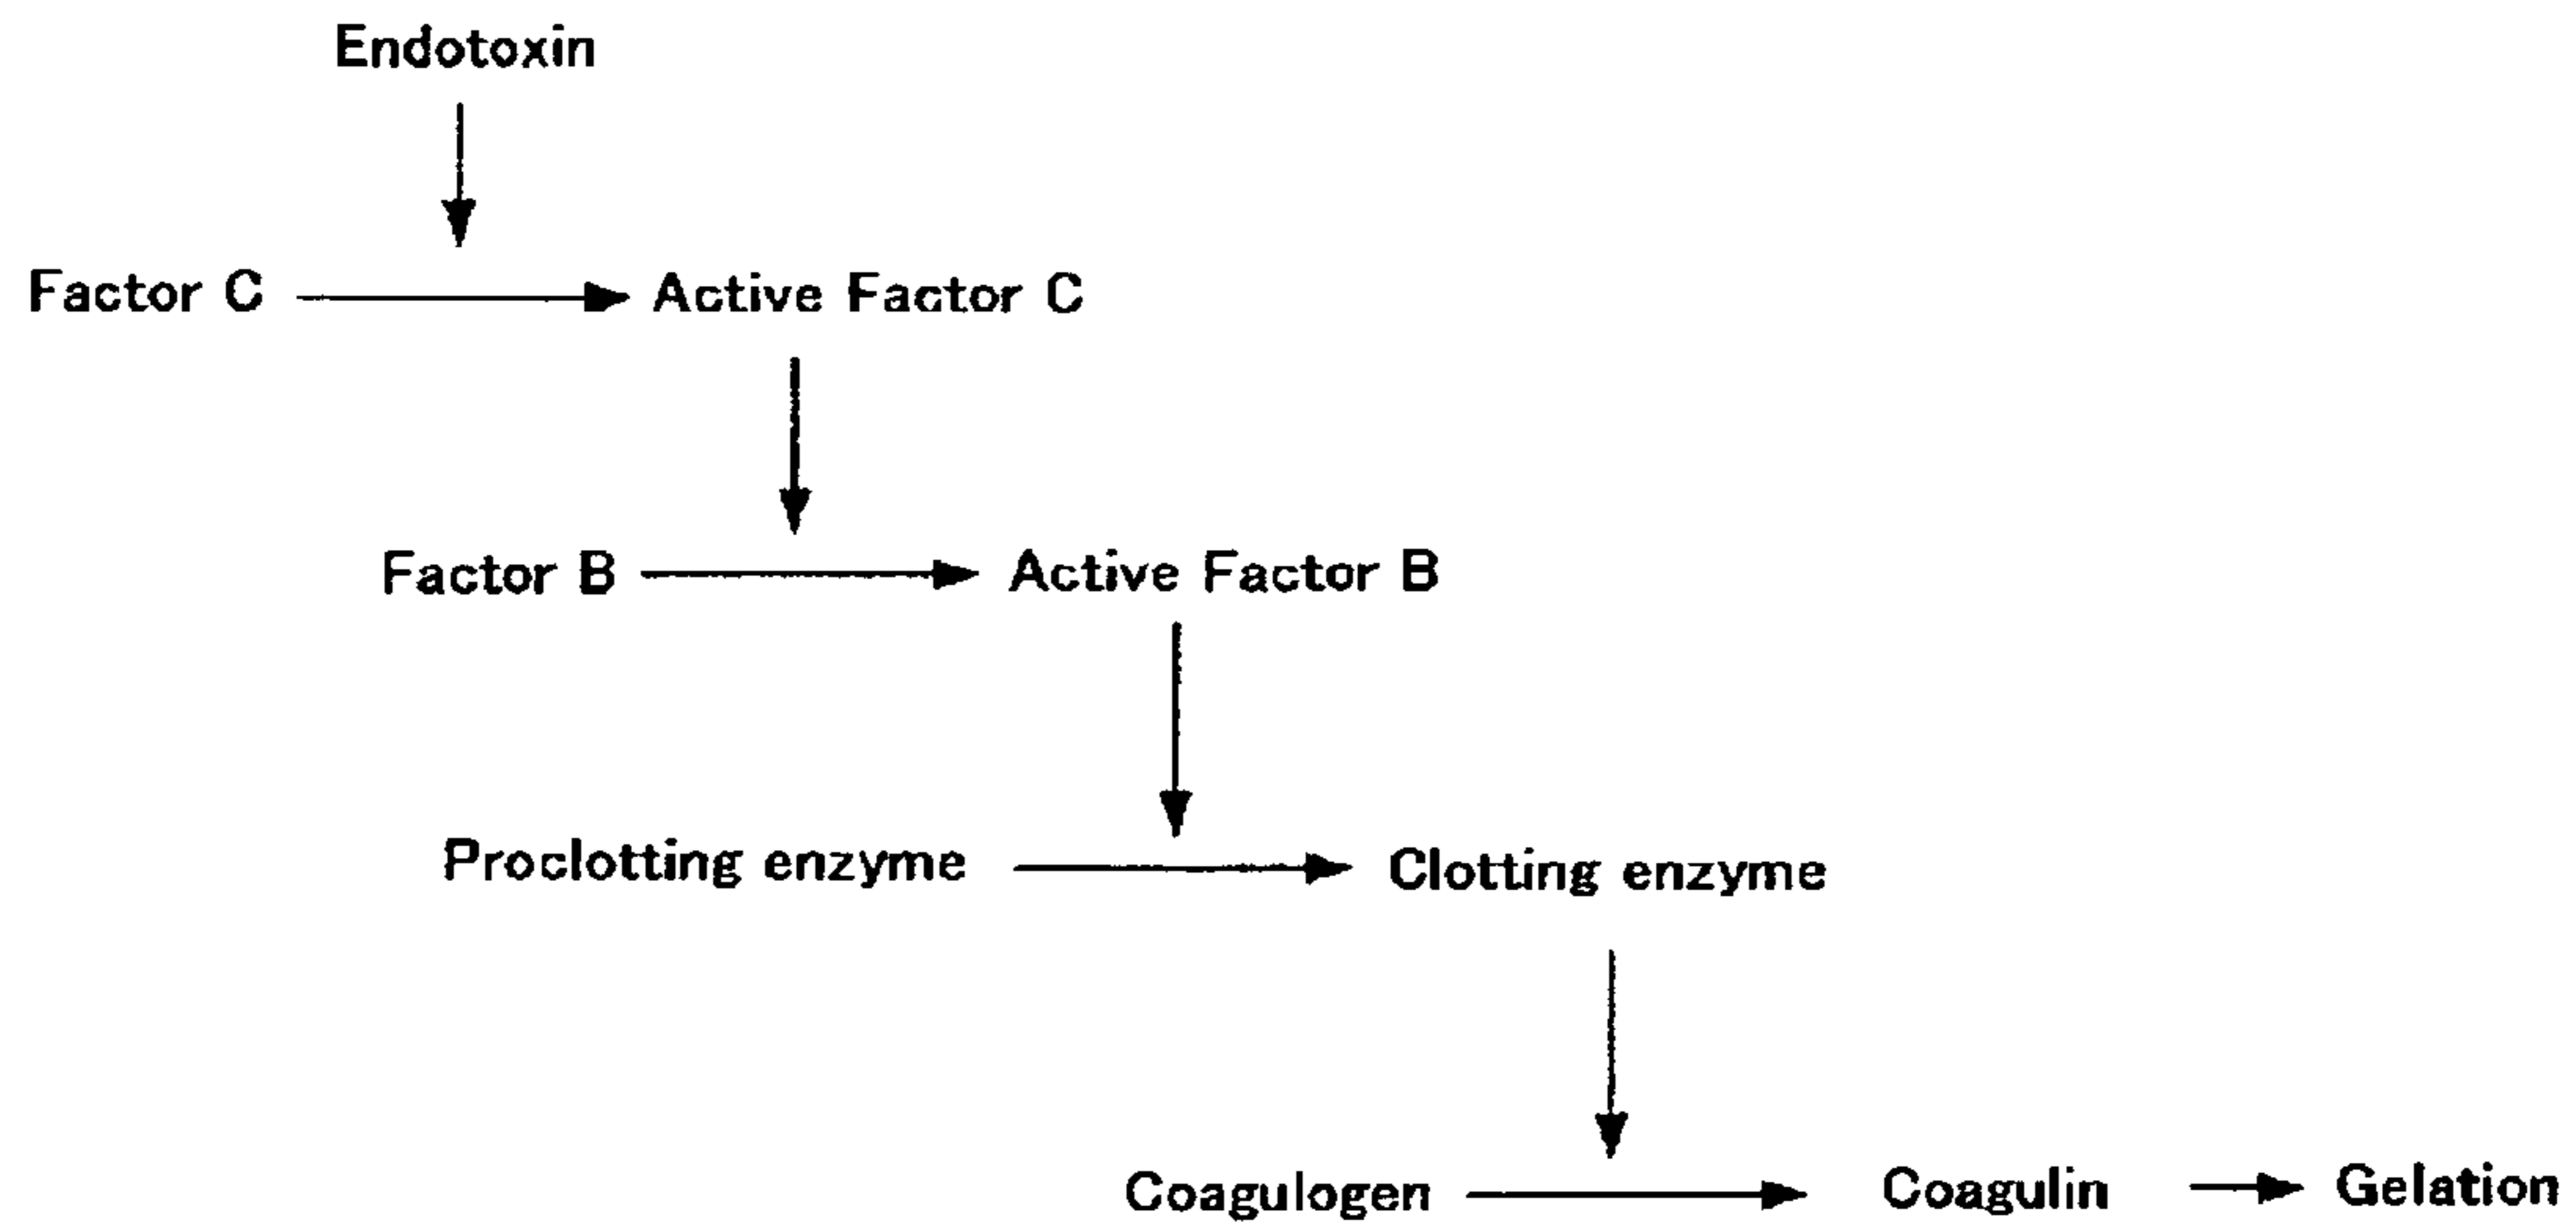 Endotoxin
Factor C Active Factor C
Factor B Active Factor B
Proclotting enzyme Clotting enzyme
Coagulogen Coagulin Gelation